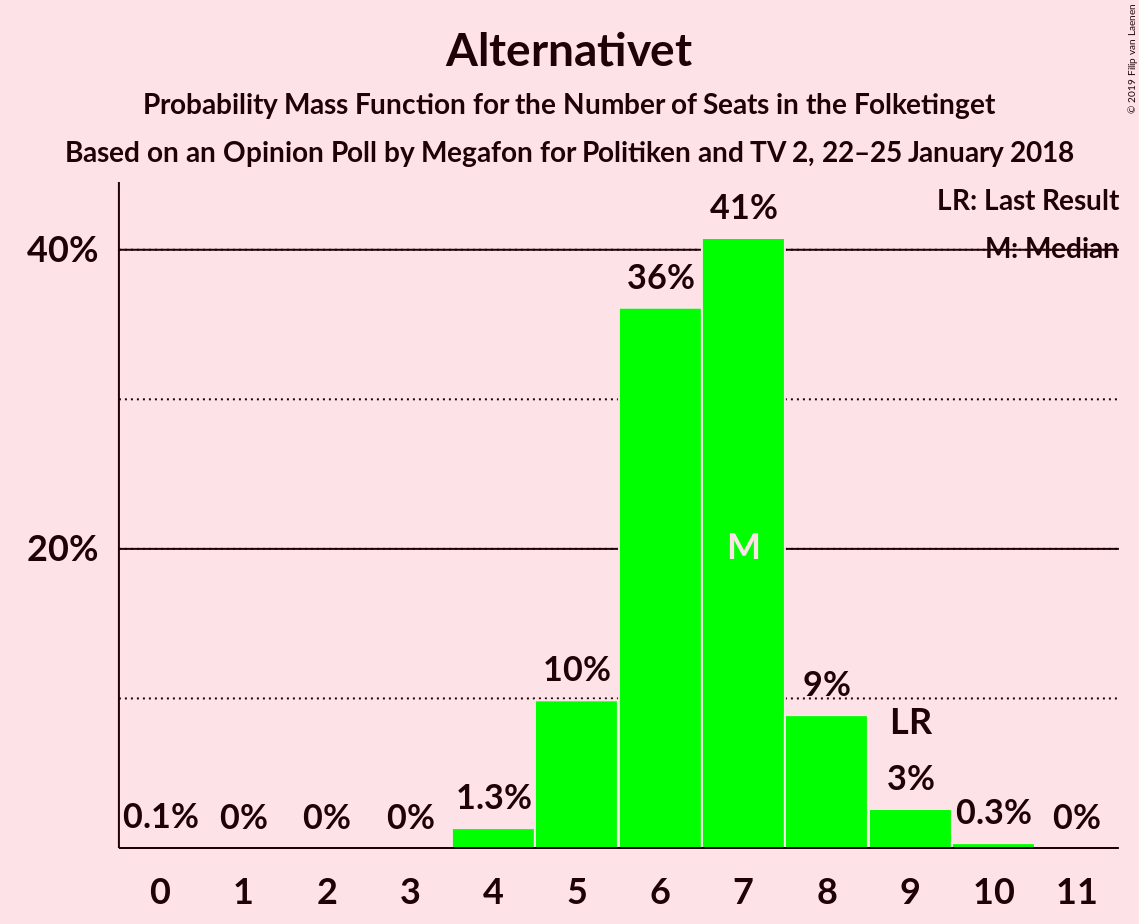 © 2019 Filip van Laenen
Alternativet
Probability Mass Function for the Number of Seats in the Folketinget
Based on an Opinion Poll by Megafon for Politiken and TV 2, 22–25 January 2018
LR: Last Result
M: Median
40%
20%
0.1%
0%
0%
0%
1.3%
10%
36%
41%
M
9%
LR
3%
0.3%
0%
0 1 2 3 4 5 6 7 8 9 10 11